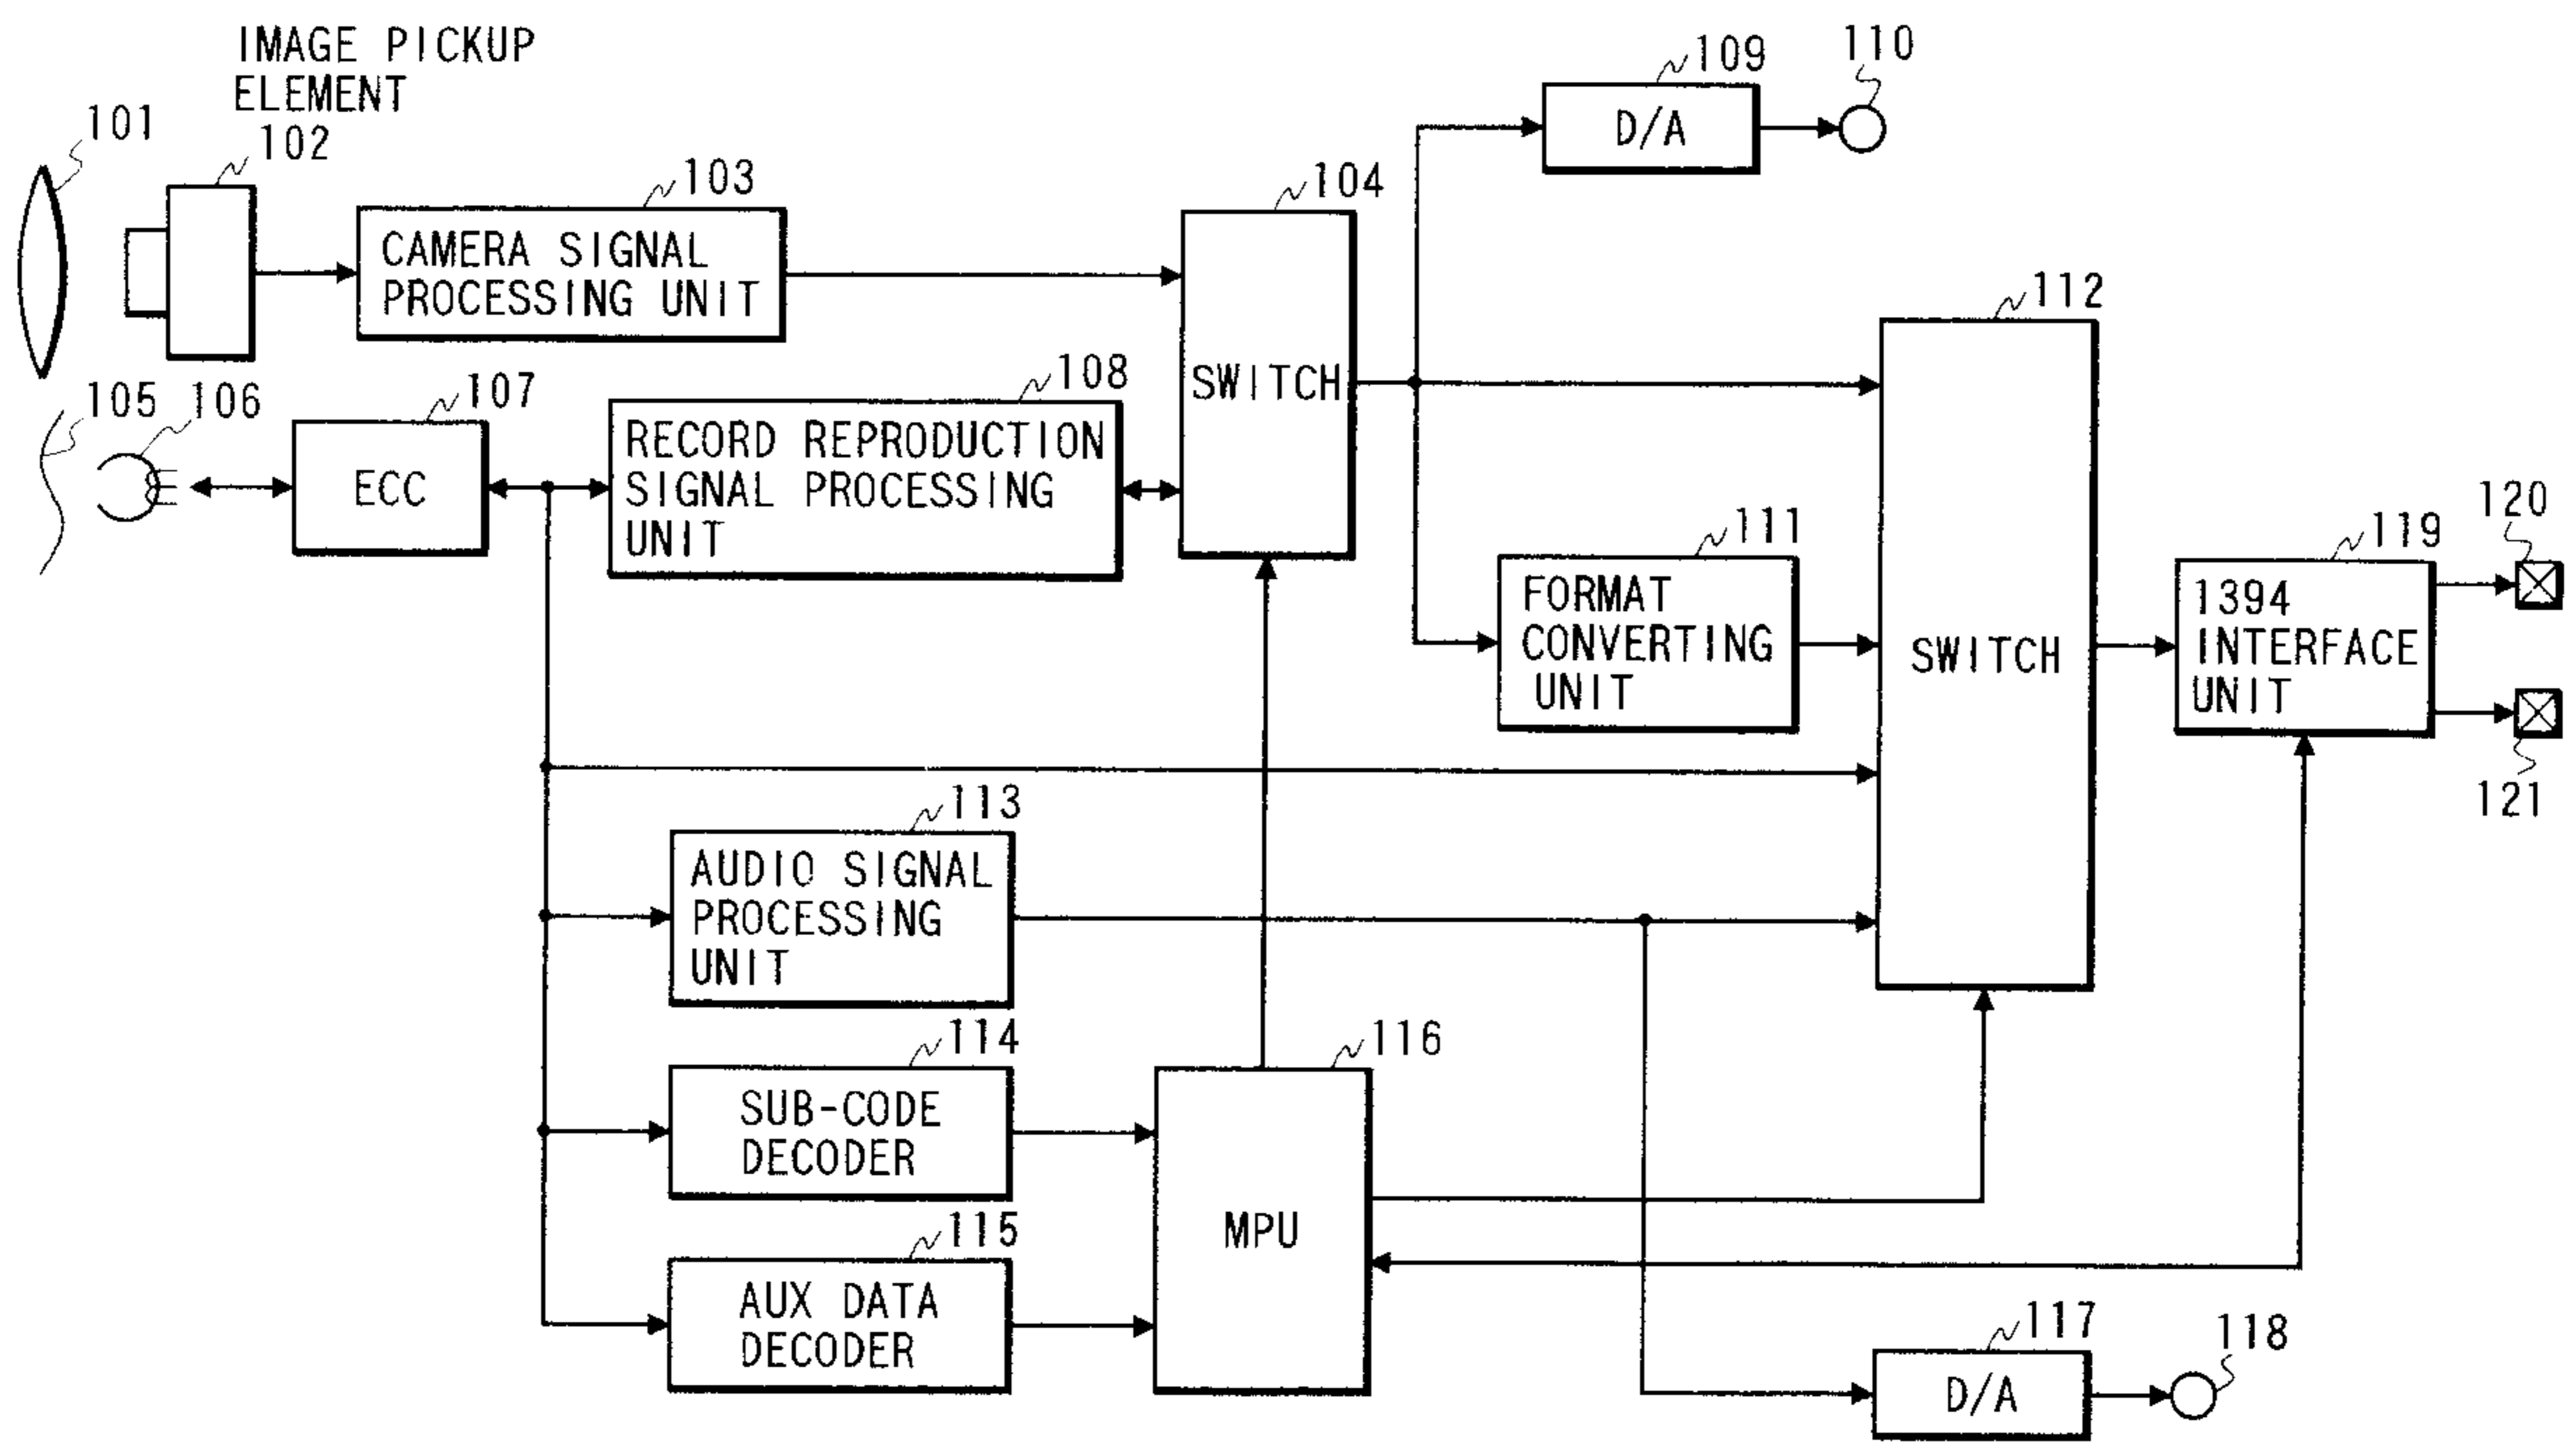 IMAGE PICKUP
ELEMENT
101
102
103
CAMERA SIGNAL
PROCESSING UNIT
104
SWITCH
109
D/A
110
105
106
107
ECC
108
RECORD REPRODUCTION
SIGNAL PROCESSING
UNIT
111
FORMAT
CONVERTING
UNIT
112
SWITCH
119
1394
INTERFACE
UNIT
120
121
113
AUDIO SIGNAL
PROCESSING
UNIT
114
SUB-CODE
DECODER
115
AUX DATA
DECODER
116
MPU
117
D/A
118